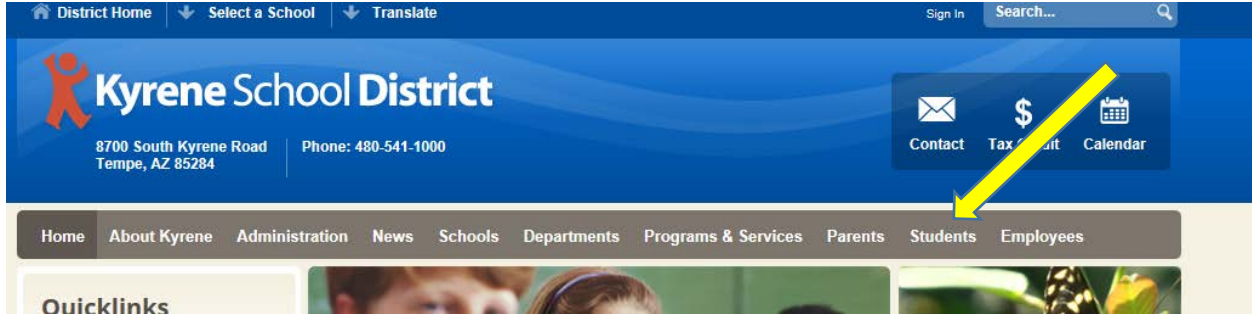 District Home Select a School Translate Sign In Search...
Kyrene School District
8700 South Kyrene Road Phone: 480-541-1000
Tempe, AZ 85284
Contact Tax Calendar
Home About Kyrene Administration News Schools Departments Programs & Services Parents Students Employees
Quicklinks